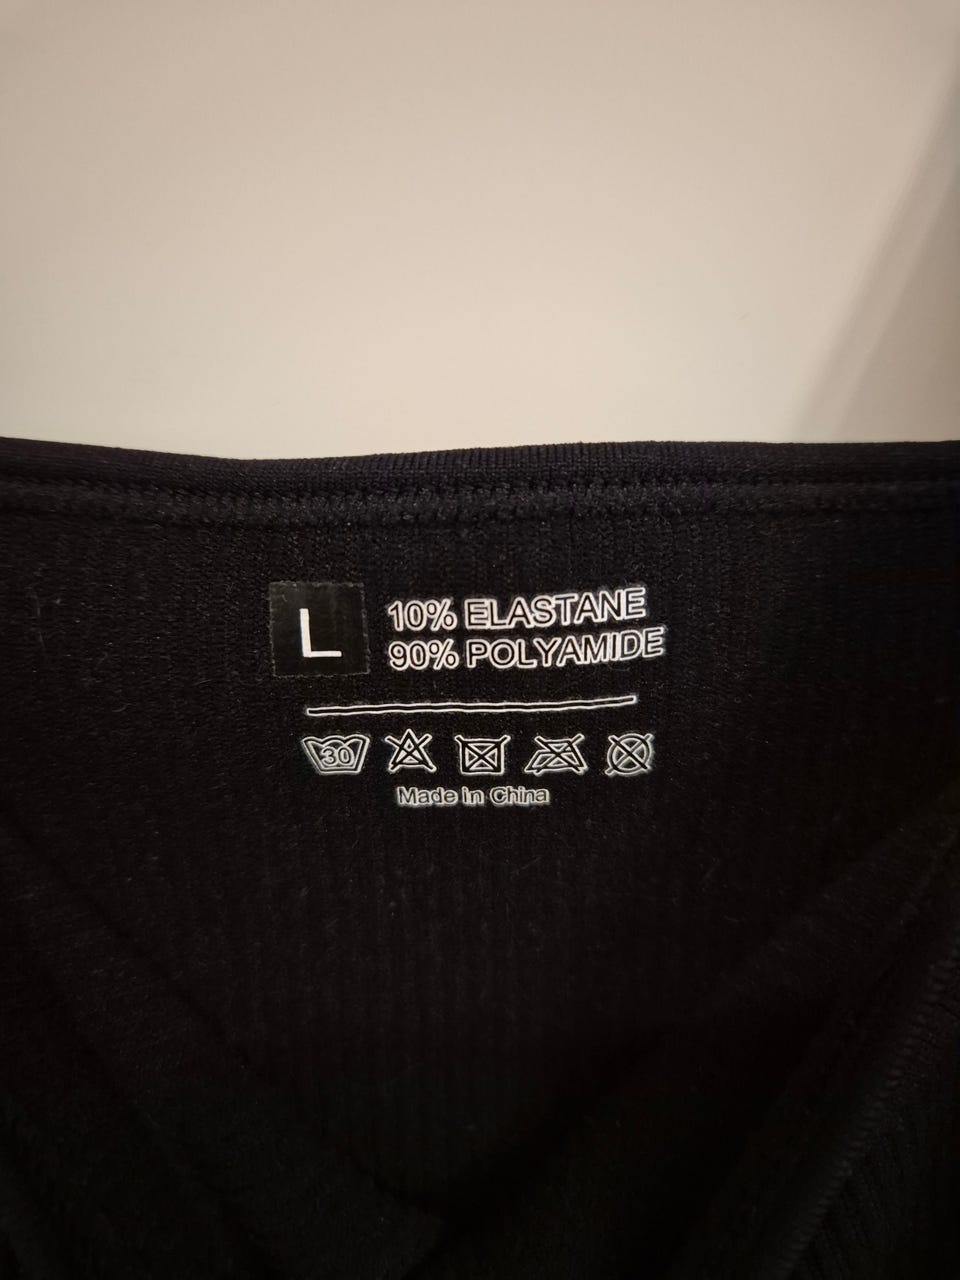 L
10% ELASTANE
90% POLYAMIDE
30
Made in China